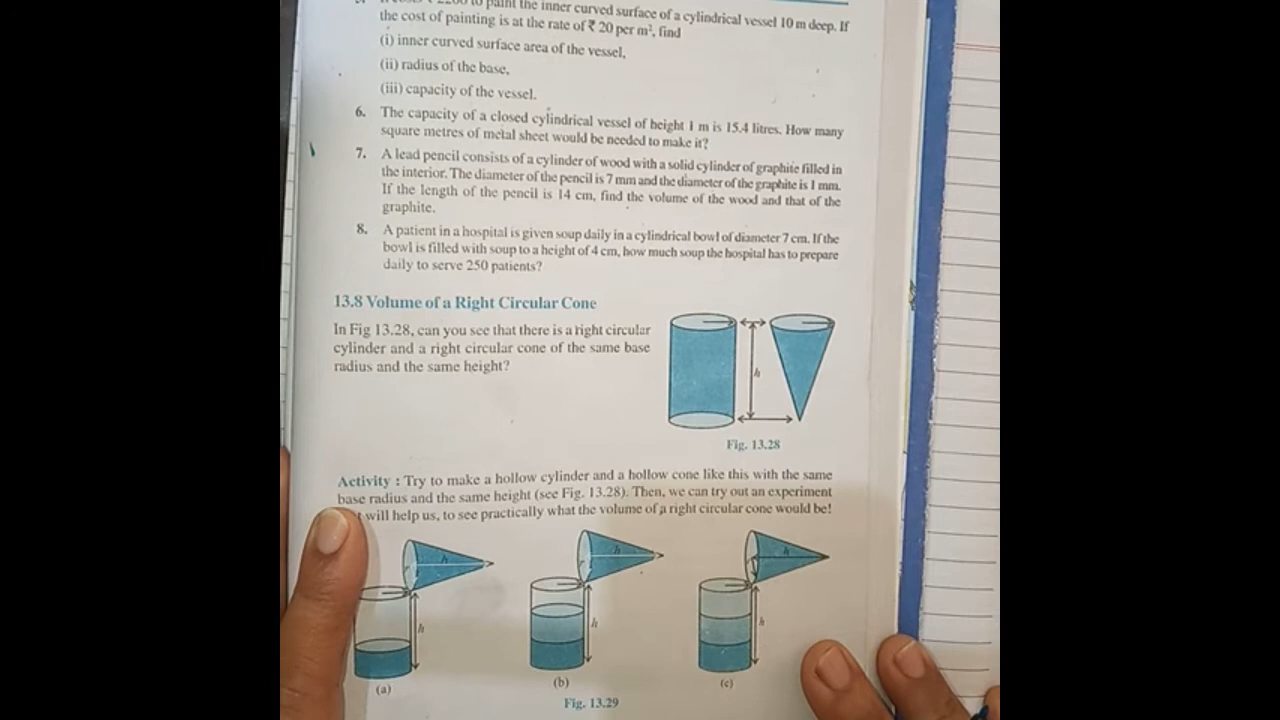 to paint the inner curved surface of a cylindrical vessel 10 m deep. If
the cost of painting is at the rate of ₹ 20 per m², find
(i) inner curved surface area of the vessel,
(ii) radius of the base,
(iii) capacity of the vessel.
6. The capacity of a closed cylindrical vessel of height 1 m is 15.4 litres. How many
square metres of metal sheet would be needed to make it?
7. A lead pencil consists of a cylinder of wood with a solid cylinder of graphite filled in
the interior. The diameter of the pencil is 7 mm and the diameter of the graphite is 1 mm.
If the length of the pencil is 14 cm, find the volume of the wood and that of the
graphite.
8. A patient in a hospital is given soup daily in a cylindrical bowl of diameter 7 cm. If the
bowl is filled with soup to a height of 4 cm, how much soup the hospital has to prepare
daily to serve 250 patients?
13.8 Volume of a Right Circular Cone
In Fig 13.28, can you see that there is a right circular
cylinder and a right circular cone of the same base
radius and the same height?
h
Fig. 13.28
Activity : Try to make a hollow cylinder and a hollow cone like this with the same
base radius and the same height (see Fig. 13.28). Then, we can try out an experiment
will help us, to see practically what the volume of a right circular cone would be!
h h h
h h h
(a) (b) (c)
Fig. 13.29